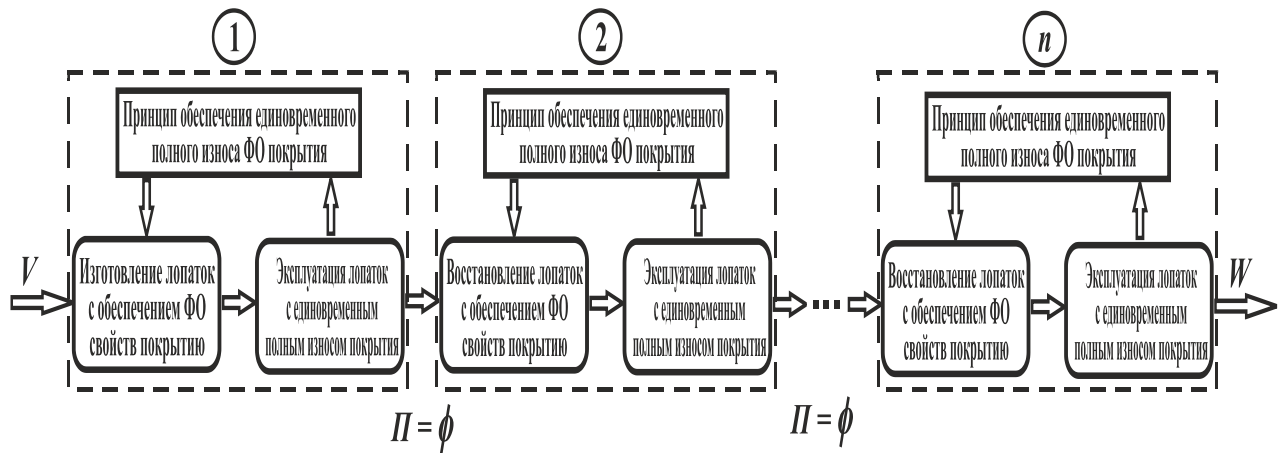 1
2
n
Принцип обеспечения единовременного
полного износа ФО покрытия
Принцип обеспечения единовременного
полного износа ФО покрытия
Принцип обеспечения единовременного
полного износа ФО покрытия
V
Изготовление лопаток
с обеспечением ФО
свойств покрытию
Эксплуатация лопаток
с единовременным
полным износом покрытия
Восстановление лопаток
с обеспечением ФО
свойств покрытию
Эксплуатация лопаток
с единовременным
полным износом покрытия
Восстановление лопаток
с обеспечением ФО
свойств покрытию
Эксплуатация лопаток
с единовременным
полным износом покрытия
W
П = ϕ
П = ϕ